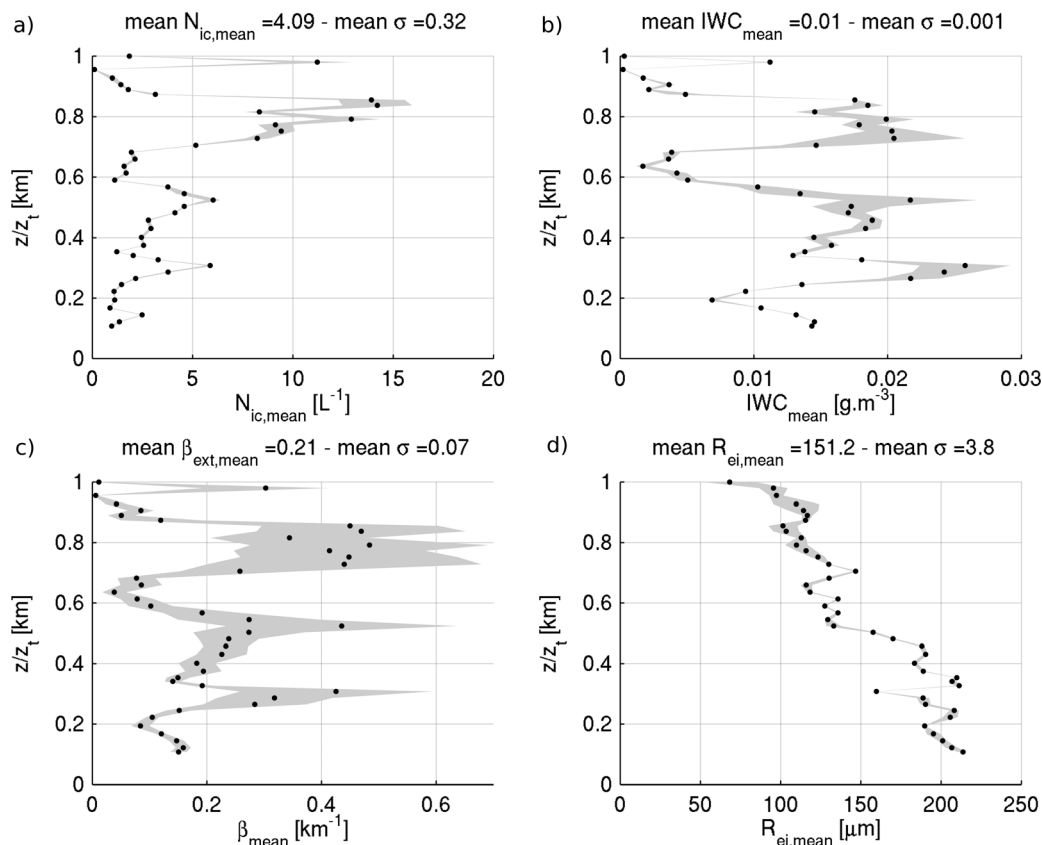 a) mean N_ic,mean =4.09 - mean σ =0.32
z/z_t [km]
1
0.8
0.6
0.4
0.2
0
0 5 10 15 20
N_ic,mean [L^-1]
b) mean IWC_mean =0.01 - mean σ =0.001
z/z_t [km]
1
0.8
0.6
0.4
0.2
0
0 0.01 0.02 0.03
IWC_mean [g.m^-3]
c) mean β_ext,mean =0.21 - mean σ =0.07
z/z_t [km]
1
0.8
0.6
0.4
0.2
0
0 0.2 0.4 0.6
β_mean [km^-1]
d) mean R_ei,mean =151.2 - mean σ =3.8
z/z_t [km]
1
0.8
0.6
0.4
0.2
0
0 50 100 150 200 250
R_ei,mean [μm]